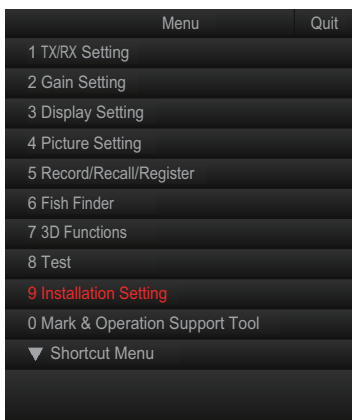 Menu Quit
1 TX/RX Setting
2 Gain Setting
3 Display Setting
4 Picture Setting
5 Record/Recall/Register
6 Fish Finder
7 3D Functions
8 Test
9 Installation Setting
0 Mark & Operation Support Tool
▼ Shortcut Menu